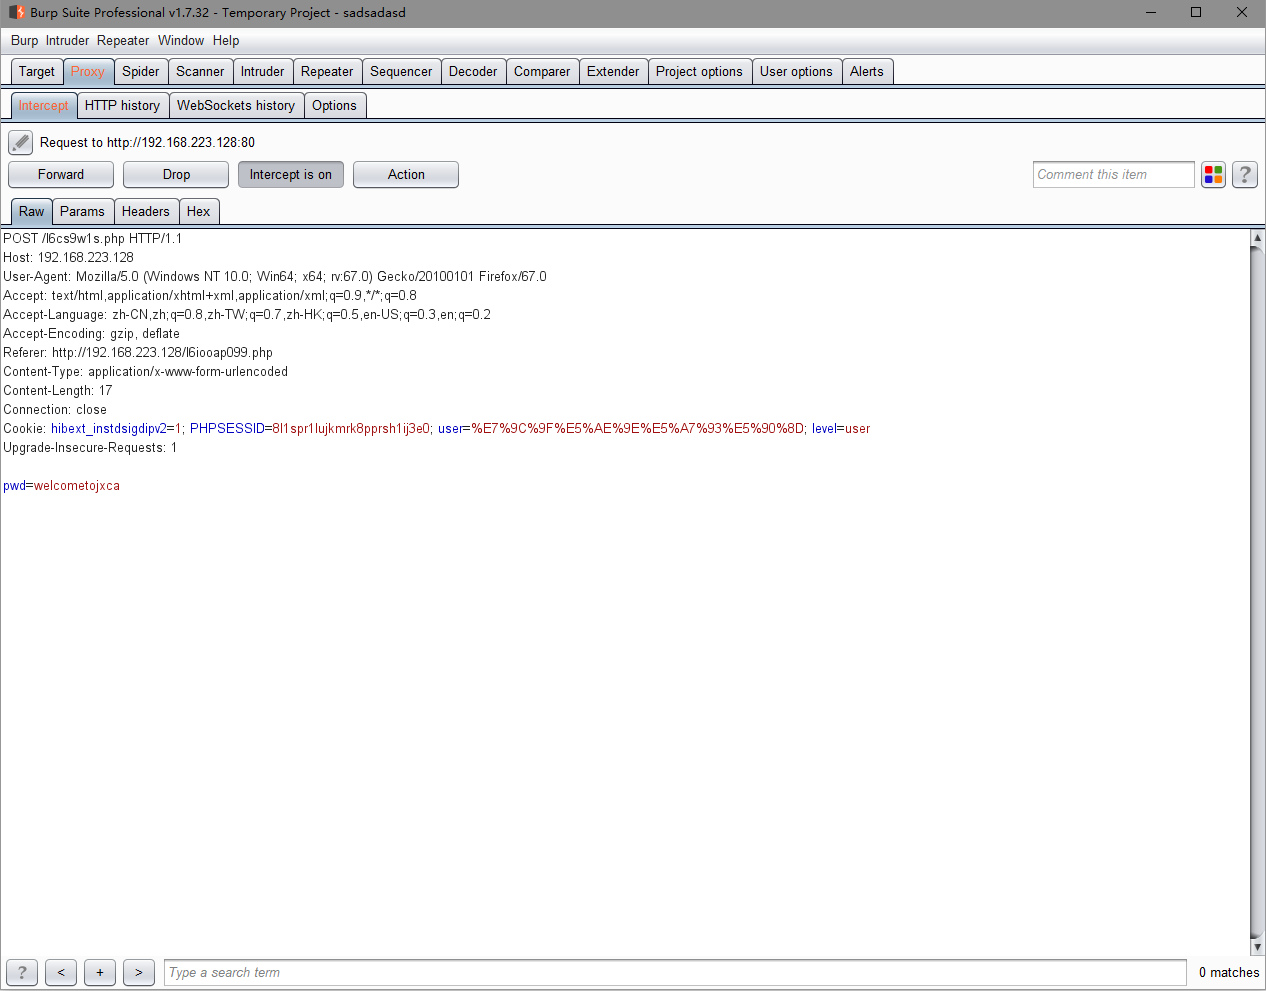 Burp Suite Professional v1.7.32 - Temporary Project - sadsadasd
Burp Intruder Repeater Window Help
Target Proxy Spider Scanner Intruder Repeater Sequencer Decoder Comparer Extender Project options User options Alerts
Intercept HTTP history WebSockets history Options
Request to http://192.168.223.128:80
Forward Drop Intercept is on Action Comment this item ?
Raw Params Headers Hex
POST /l6cs9w1s.php HTTP/1.1
Host: 192.168.223.128
User-Agent: Mozilla/5.0 (Windows NT 10.0; Win64; x64; rv:67.0) Gecko/20100101 Firefox/67.0
Accept: text/html,application/xhtml+xml,application/xml;q=0.9,*/*;q=0.8
Accept-Language: zh-CN,zh;q=0.8,zh-TW;q=0.7,zh-HK;q=0.5,en-US;q=0.3,en;q=0.2
Accept-Encoding: gzip, deflate
Referer: http://192.168.223.128/l6iooap099.php
Content-Type: application/x-www-form-urlencoded
Content-Length: 17
Connection: close
Cookie: hibext_instdsigdipv2=1; PHPSESSID=8l1spr1lujkmrk8pprsh1ij3e0; user=%E7%9C%9F%E5%AE%9E%E5%A7%93%E5%90%8D; level=user
Upgrade-Insecure-Requests: 1
pwd=welcometojxca
? < + > Type a search term 0 matches